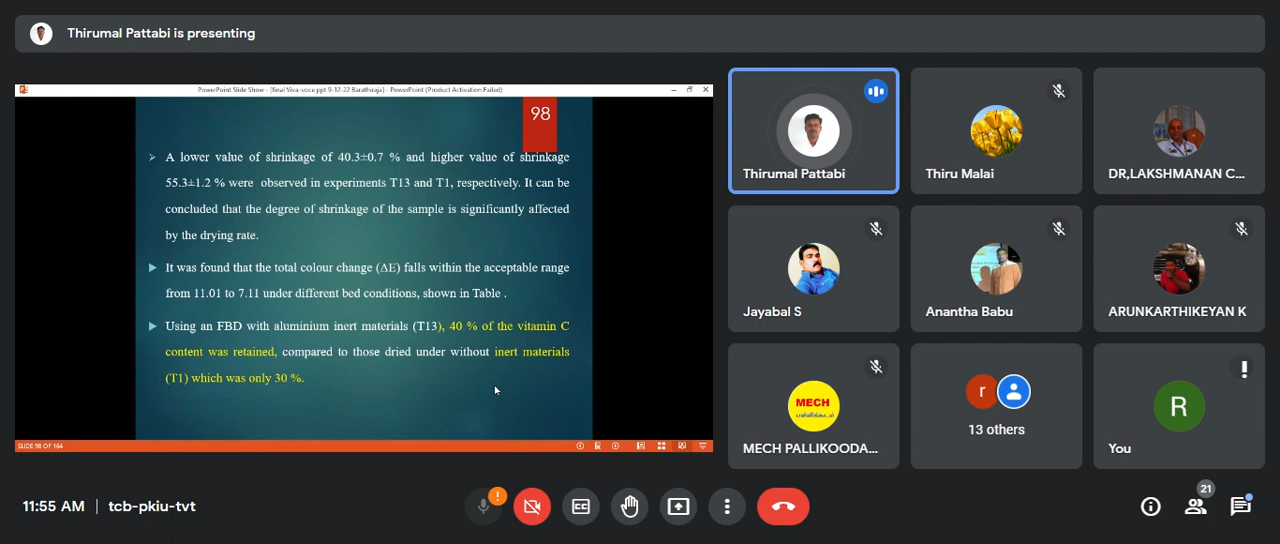 Thirumal Pattabi is presenting
PowerPoint Slide Show - [final Viva-voce.ppt 9-12-22 Barathiraja] - PowerPoint (Product Activation Failed)
98
A lower value of shrinkage of 40.3±0.7 % and higher value of shrinkage
55.3±1.2 % were observed in experiments T13 and T1, respectively. It can be
concluded that the degree of shrinkage of the sample is significantly affected
by the drying rate.
It was found that the total colour change (ΔE) falls within the acceptable range
from 11.01 to 7.11 under different bed conditions, shown in Table .
Using an FBD with aluminium inert materials (T13), 40 % of the vitamin C
content was retained, compared to those dried under without inert materials
(T1) which was only 30 %.
SLIDE 98 OF 164
Thirumal Pattabi
Thiru Malai
DR,LAKSHMANAN C...
Jayabal S
Anantha Babu
ARUNKARTHIKEYAN K
MECH
MECH PALLIKOODA...
r
13 others
R
You
11:55 AM | tcb-pkiu-tvt
CC
21